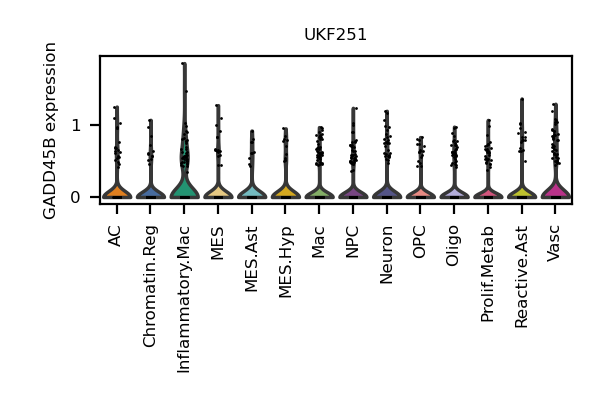 UKF251
GADD45B expression
1
0
AC
Chromatin.Reg
Inflammatory.Mac
MES
MES.Ast
MES.Hyp
Mac
NPC
Neuron
OPC
Oligo
Prolif.Metab
Reactive.Ast
Vasc